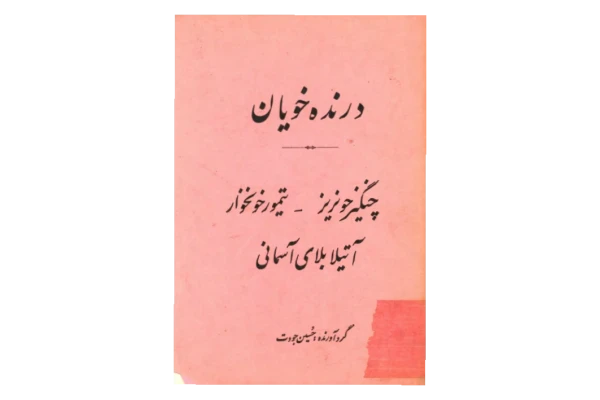 درنده خویان
چنگیز خونریز - تیمور خونخوار
آتیلا بلای آسمانی
گردآورنده : حسین جودت